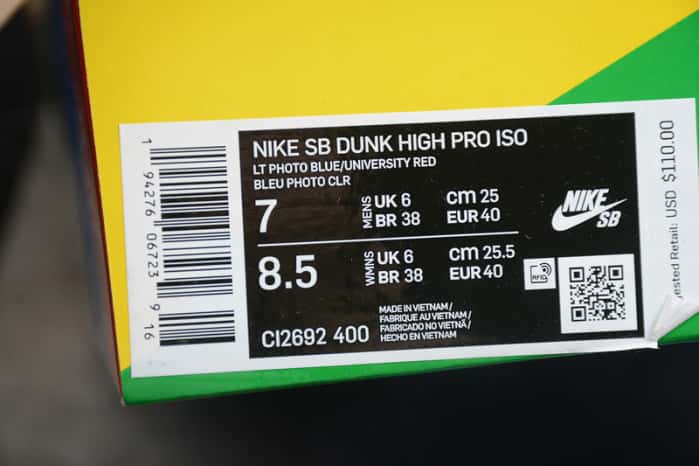 NIKE SB DUNK HIGH PRO ISO
LT PHOTO BLUE/UNIVERSITY RED
BLEU PHOTO CLR
7 MENS UK 6 CM 25
BR 38 EUR 40
8.5 WMNS UK 6 CM 25.5
BR 38 EUR 40
NIKE
SB
RFID
CI2692 400
MADE IN VIETNAM/
FABRIQUE AU VIETNAM/
FABRICADO NO VIETNÃ/
HECHO EN VIETNAM
1 94276 06723 9 16
ested Retail: USD $110.00